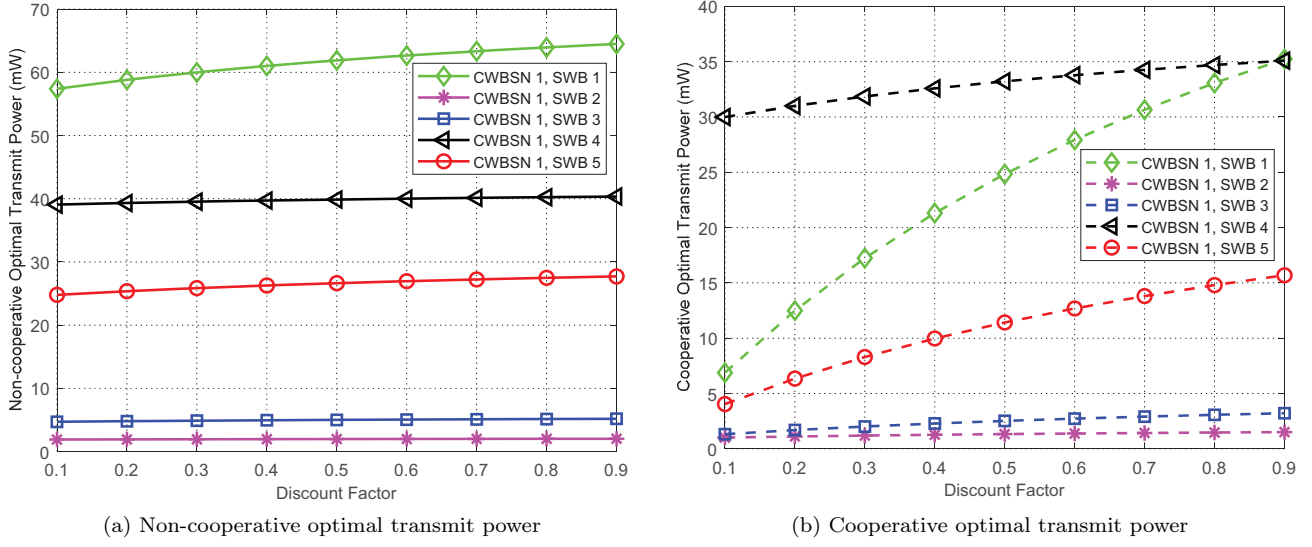 Non-cooperative Optimal Transmit Power (mW)
70
60
50
40
30
20
10
0
0.1 0.2 0.3 0.4 0.5 0.6 0.7 0.8 0.9
Discount Factor
CWBSN 1, SWB 1
CWBSN 1, SWB 2
CWBSN 1, SWB 3
CWBSN 1, SWB 4
CWBSN 1, SWB 5
(a) Non-cooperative optimal transmit power
Cooperative Optimal Transmit Power (mW)
40
35
30
25
20
15
10
5
0
0.1 0.2 0.3 0.4 0.5 0.6 0.7 0.8 0.9
Discount Factor
CWBSN 1, SWB 1
CWBSN 1, SWB 2
CWBSN 1, SWB 3
CWBSN 1, SWB 4
CWBSN 1, SWB 5
(b) Cooperative optimal transmit power